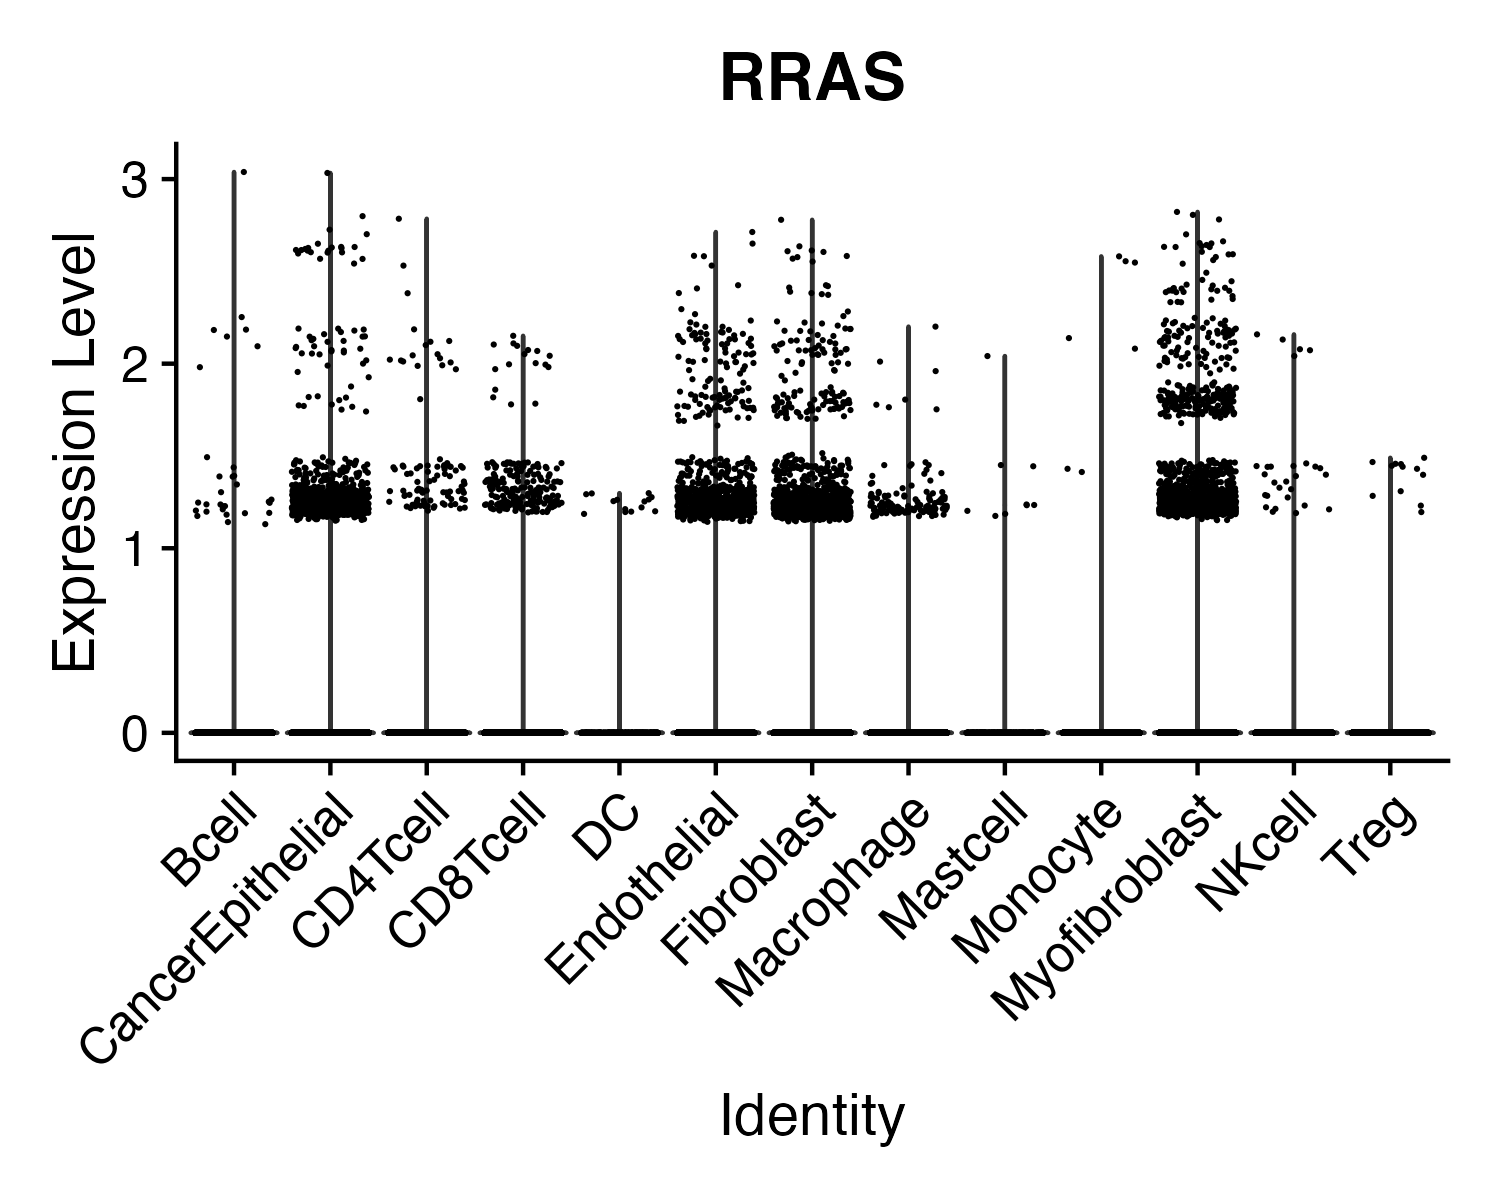 RRAS
Expression Level
3
2
1
0
Bcell
CancerEpithelial
CD4Tcell
CD8Tcell
DC
Endothelial
Fibroblast
Macrophage
Mastcell
Monocyte
Myofibroblast
NKcell
Treg
Identity